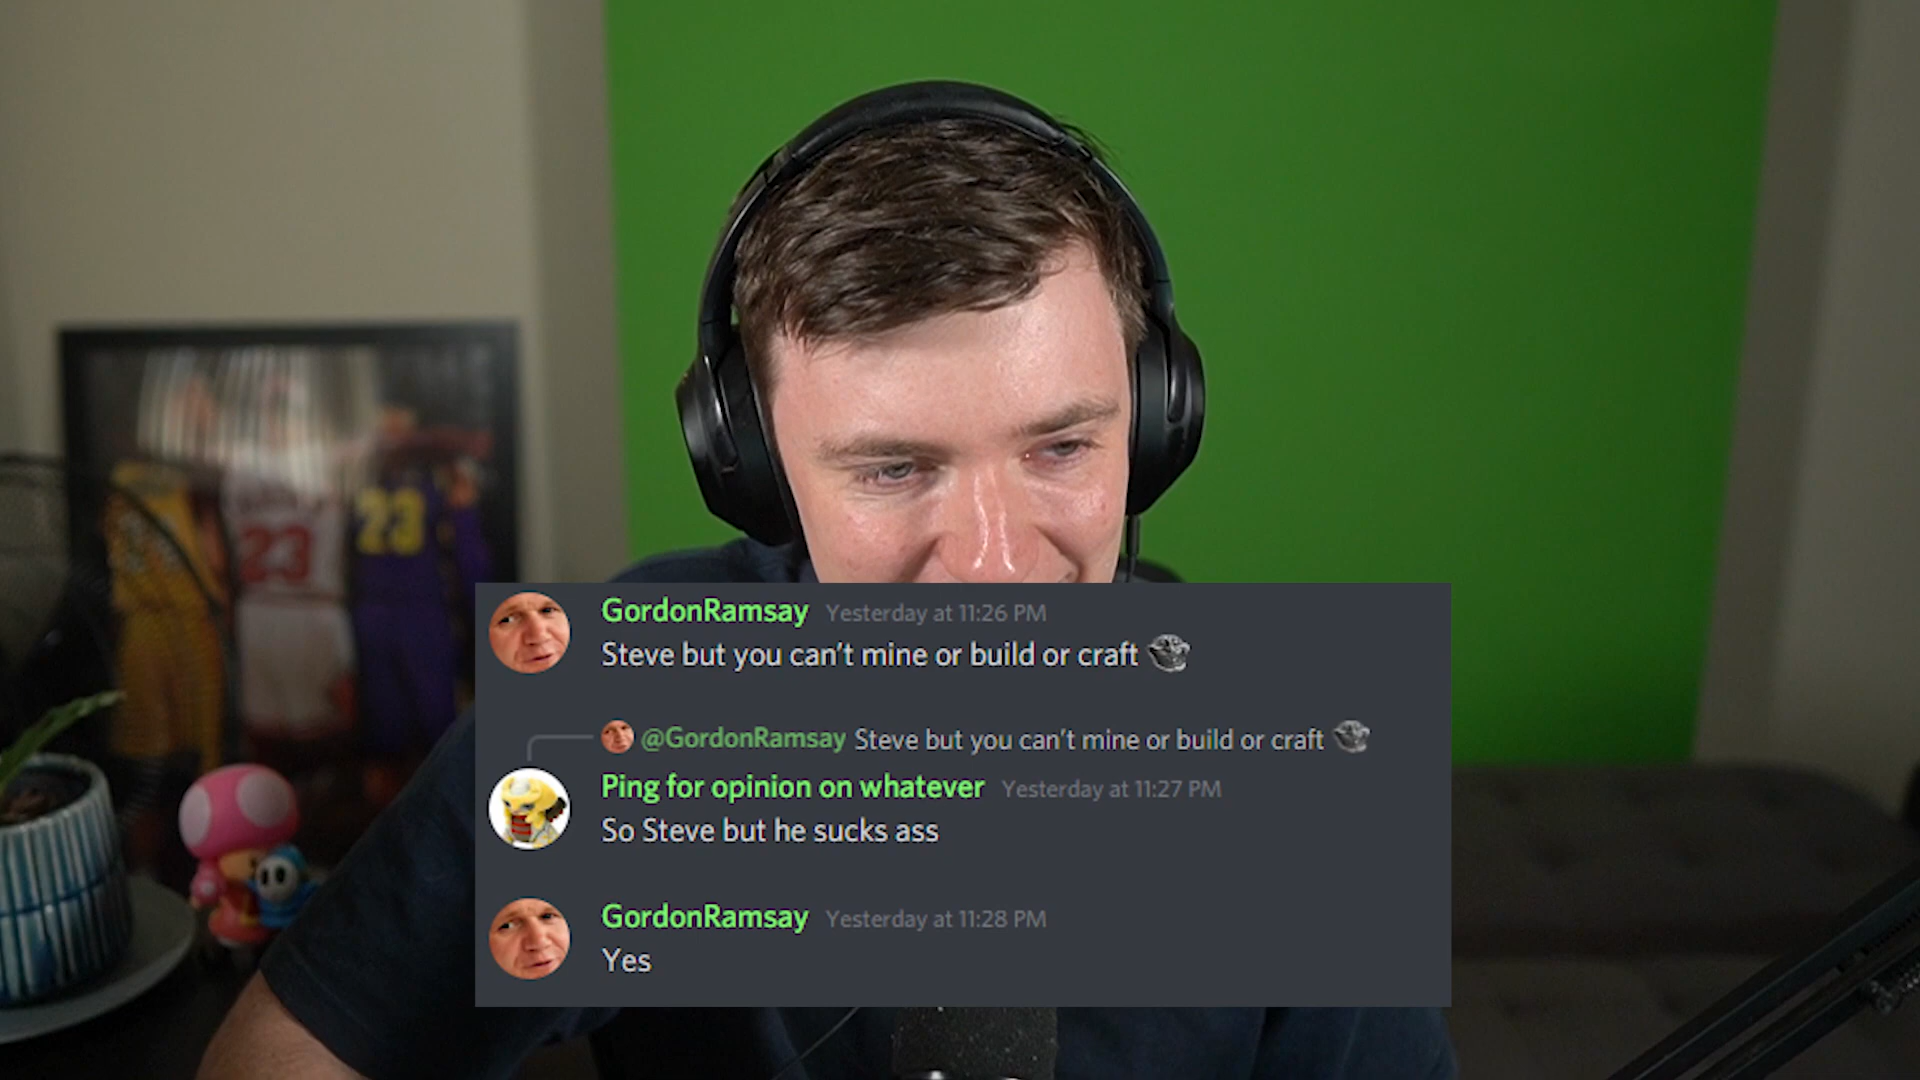 23
23
GordonRamsay Yesterday at 11:26 PM
Steve but you can't mine or build or craft
@GordonRamsay Steve but you can't mine or build or craft
Ping for opinion on whatever Yesterday at 11:27 PM
So Steve but he sucks ass
GordonRamsay Yesterday at 11:28 PM
Yes